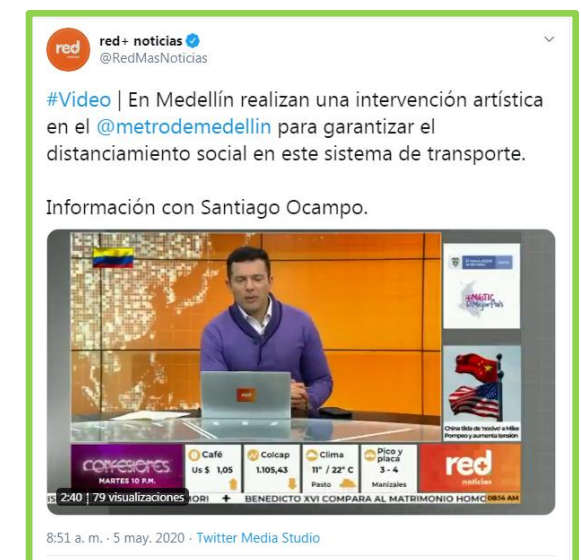 red+ noticias
@RedMasNoticias
#Video | En Medellín realizan una intervención artística
en el @metrodemedellin para garantizar el
distanciamiento social en este sistema de transporte.
Información con Santiago Ocampo.
red
China tilda de 'nocivo' a Mike
Pompeo y aumenta tensión
CONFESIONES
MARTES 10 P.M.
Café
Us $ 1,05
Colcap
1.105,43
Clima
11° / 22° C
Pasto
Pico y
placa
3 - 4
Manizales
red
noticias
2:40 | 79 visualizaciones
BENEDICTO XVI COMPARA AL MATRIMONIO HOMO
08:14 AM
8:51 a. m. · 5 may. 2020 · Twitter Media Studio